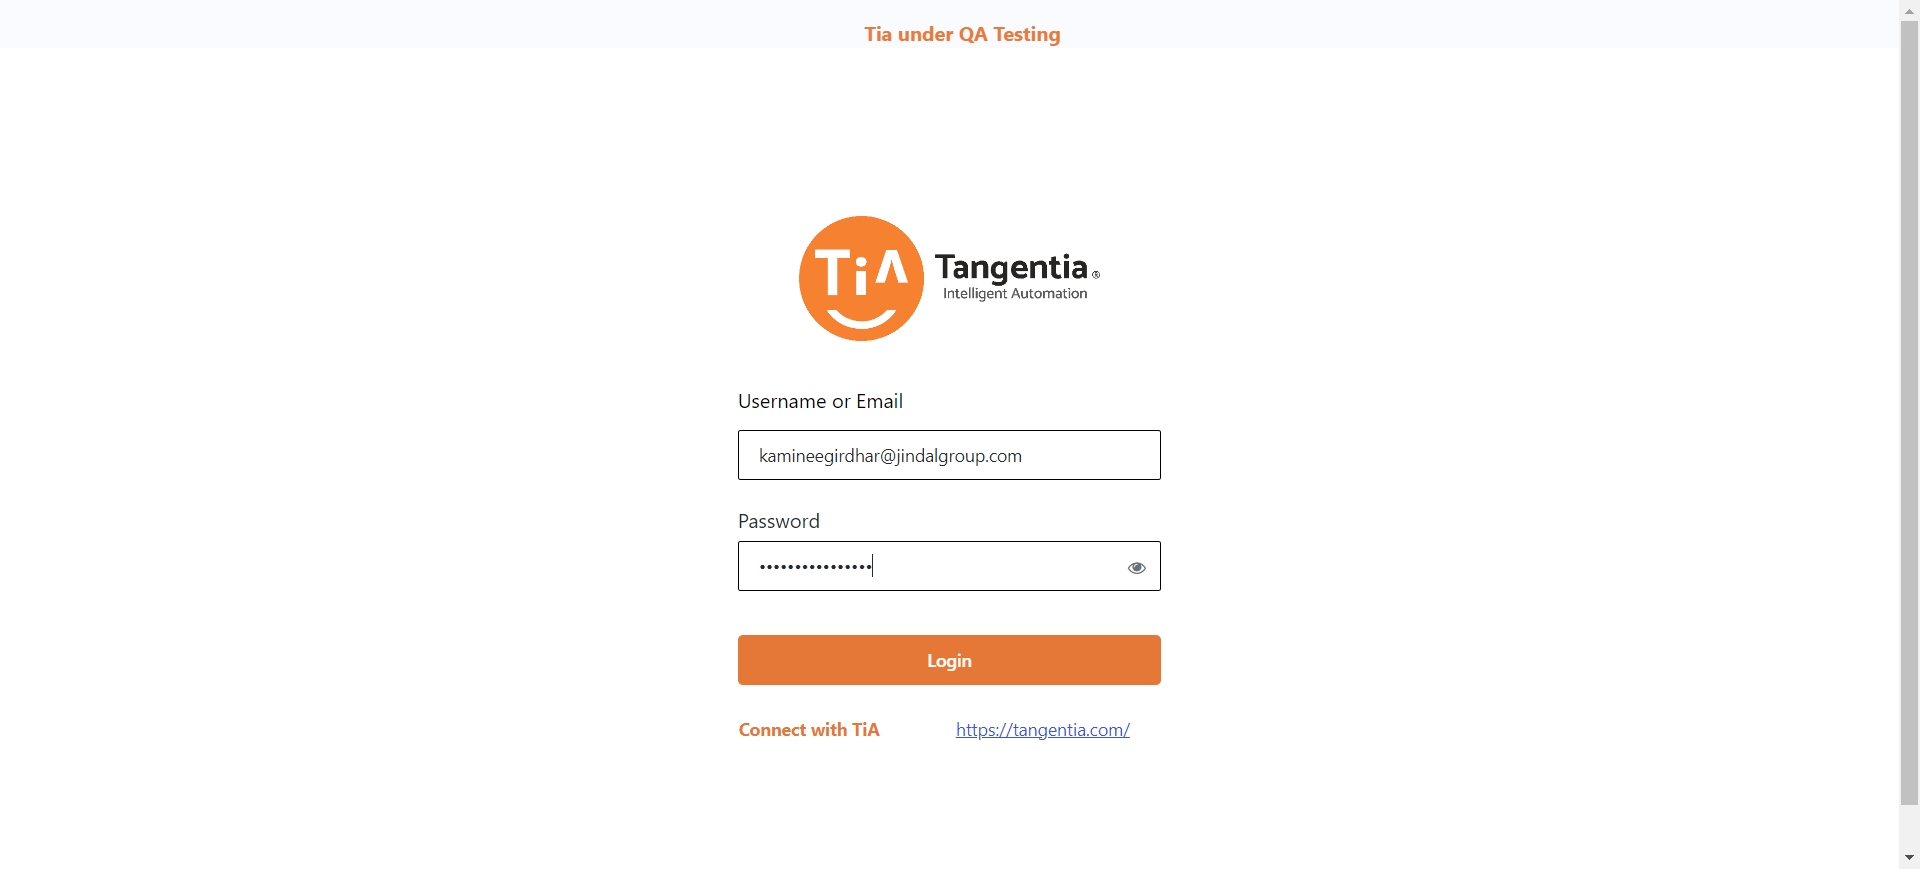 Tia under QA Testing
TiA
Tangentia®
Intelligent Automation
Username or Email
kamineegirdhar@jindalgroup.com
Password
••••••••••••••••
Login
Connect with TiA https://tangentia.com/